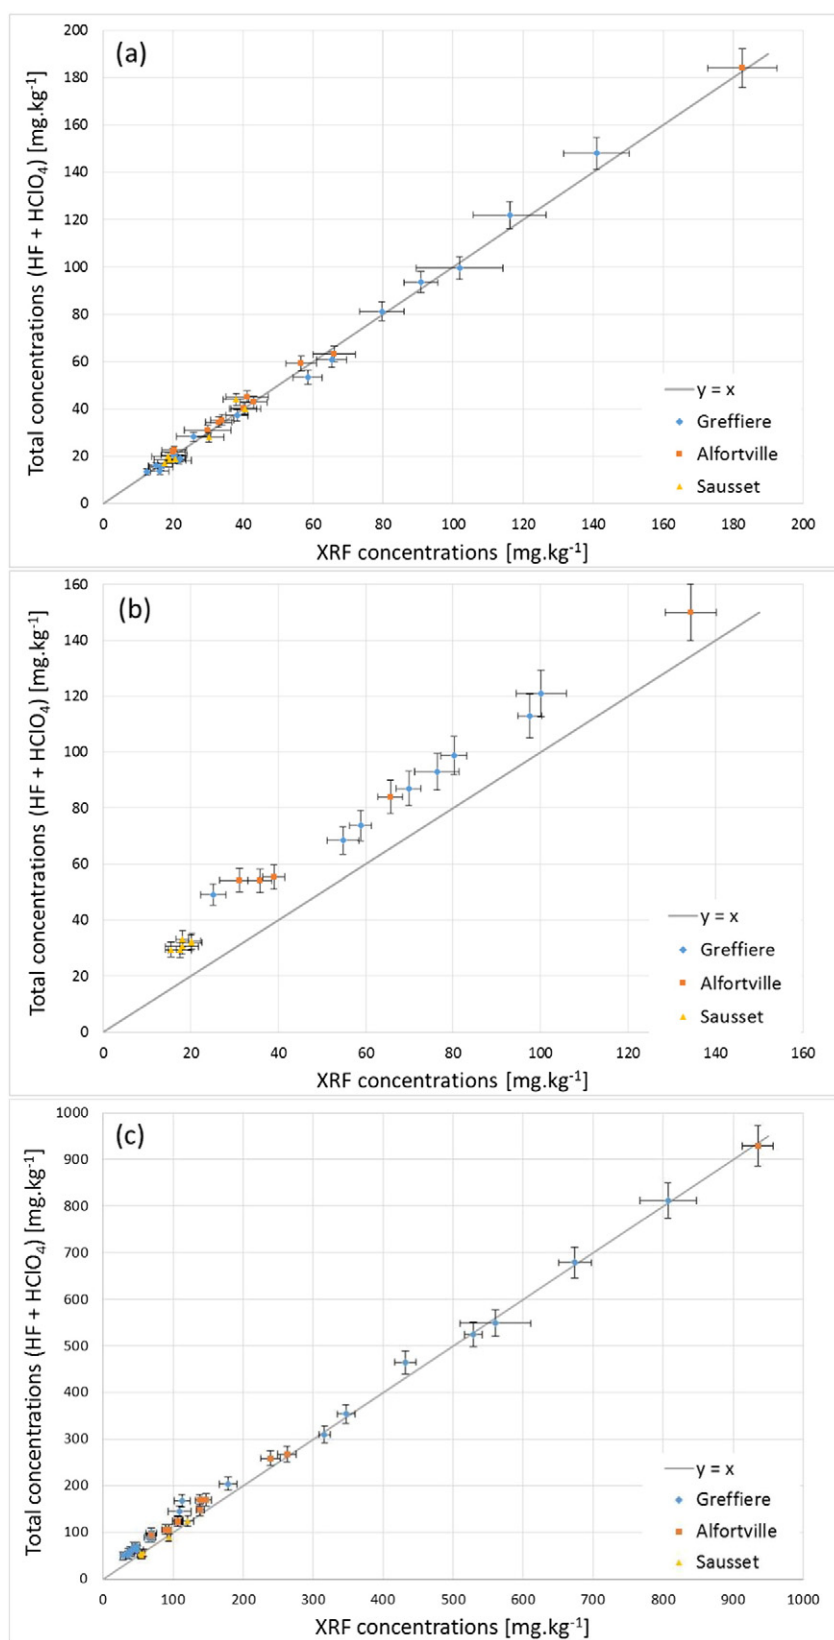 (a)
Total concentrations (HF + HClO₄) [mg.kg⁻¹]
200
180
160
140
120
100
80
60
40
20
0
y = x
Greffiere
Alfortville
Sausset
0 20 40 60 80 100 120 140 160 180 200
XRF concentrations [mg.kg⁻¹]
(b)
Total concentrations (HF + HClO₄) [mg.kg⁻¹]
160
140
120
100
80
60
40
20
0
y = x
Greffiere
Alfortville
Sausset
0 20 40 60 80 100 120 140 160
XRF concentrations [mg.kg⁻¹]
(c)
Total concentrations (HF + HClO₄) [mg.kg⁻¹]
1000
900
800
700
600
500
400
300
200
100
0
y = x
Greffiere
Alfortville
Sausset
0 100 200 300 400 500 600 700 800 900 1000
XRF concentrations [mg.kg⁻¹]